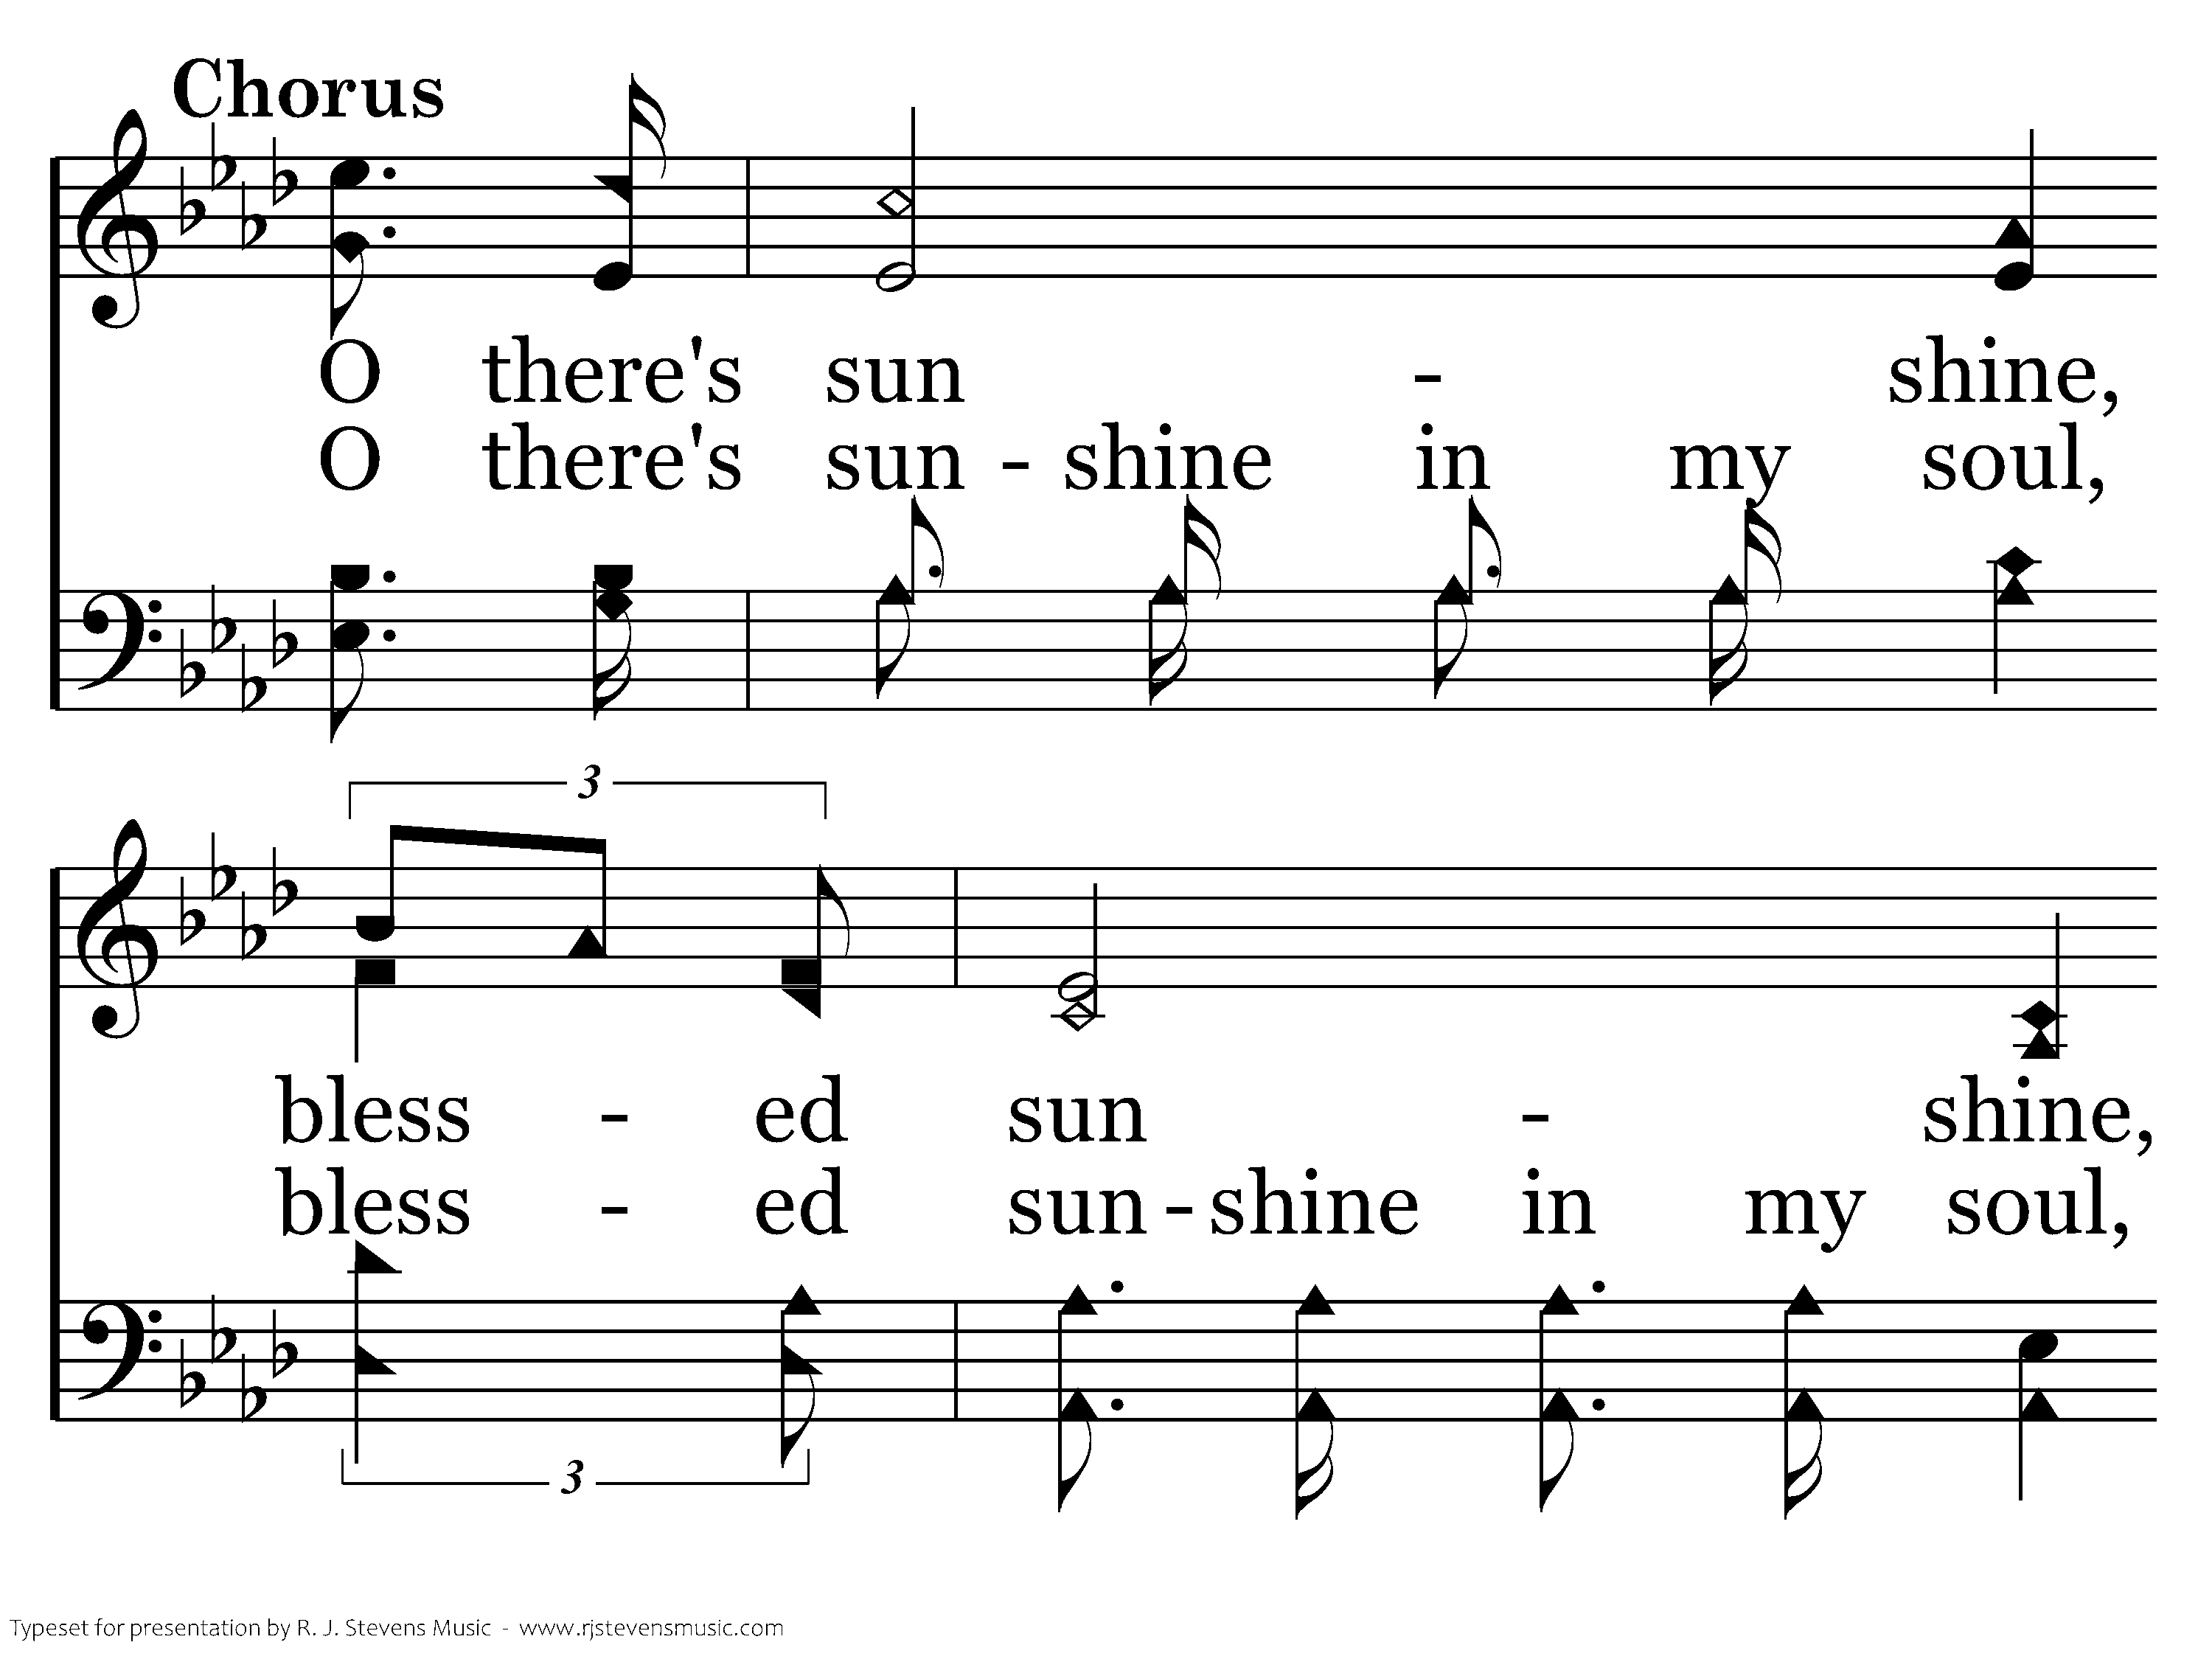 Chorus
O there's sun - shine,
O there's sun - shine in my soul,
3
bless - ed sun - shine,
bless - ed sun - shine in my soul,
3
Typeset for presentation by R. J. Stevens Music - www.rjstevensmusic.com